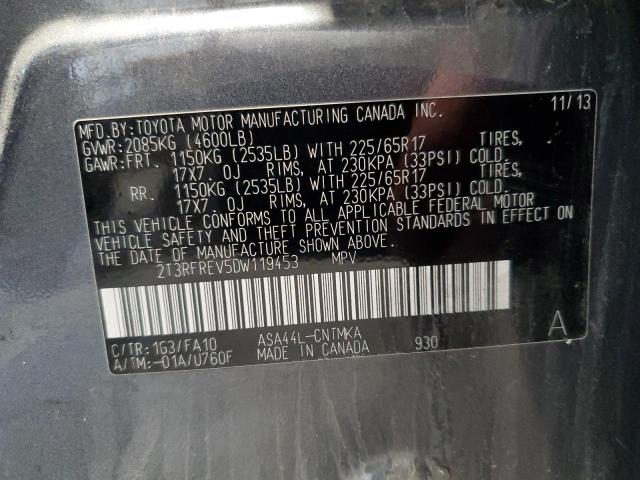 MFD.BY:TOYOTA MOTOR MANUFACTURING CANADA INC. 11/13
GVWR:2085KG (4600LB)
GAWR:FRT. 1150KG (2535LB) WITH 225/65R17 TIRES,
17X7.0J RIMS, AT 230KPA (33PSI) COLD.
RR. 1150KG (2535LB) WITH 225/65R17 TIRES,
17X7.0J RIMS, AT 230KPA (33PSI) COLD.
THIS VEHICLE CONFORMS TO ALL APPLICABLE FEDERAL MOTOR
VEHICLE SAFETY AND THEFT PREVENTION STANDARDS IN EFFECT ON
THE DATE OF MANUFACTURE SHOWN ABOVE.
2T3RFREV5DW119453 MPV
C/TR:1G3/FA10 ASA44L-CNTMKA 930 A
A/TM:-01A/U760F MADE IN CANADA